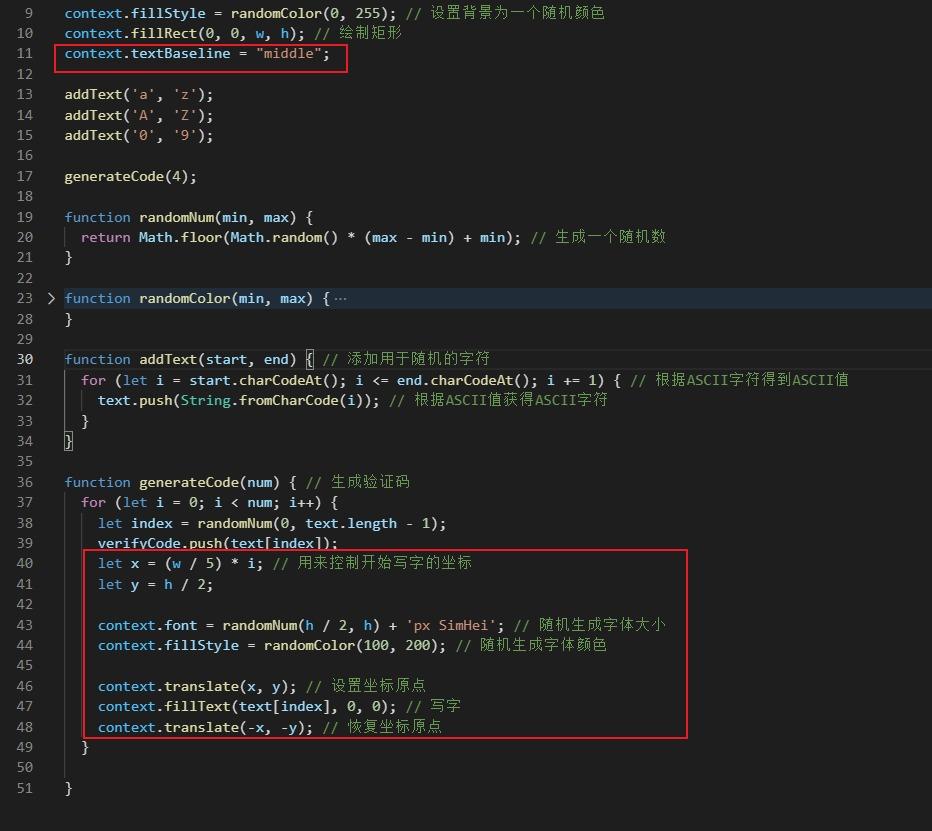 9 context.fillStyle = randomColor(0, 255); // 设置背景为一个随机颜色
10 context.fillRect(0, 0, w, h); // 绘制矩形
11 context.textBaseline = "middle";
12
13 addText('a', 'z');
14 addText('A', 'Z');
15 addText('0', '9');
16
17 generateCode(4);
18
19 function randomNum(min, max) {
20 return Math.floor(Math.random() * (max - min) + min); // 生成一个随机数
21 }
22
23 function randomColor(min, max) { ···
28 }
29
30 function addText(start, end) { // 添加用于随机的字符
31 for (let i = start.charCodeAt(); i <= end.charCodeAt(); i += 1) { // 根据ASCII字符得到ASCII值
32 text.push(String.fromCharCode(i)); // 根据ASCII值获得ASCII字符
33 }
34 }
35
36 function generateCode(num) { // 生成验证码
37 for (let i = 0; i < num; i++) {
38 let index = randomNum(0, text.length - 1);
39 verifyCode.push(text[index]);
40 let x = (w / 5) * i; // 用来控制开始写字的坐标
41 let y = h / 2;
42
43 context.font = randomNum(h / 2, h) + 'px SimHei'; // 随机生成字体大小
44 context.fillStyle = randomColor(100, 200); // 随机生成字体颜色
45
46 context.translate(x, y); // 设置坐标原点
47 context.fillText(text[index], 0, 0); // 写字
48 context.translate(-x, -y); // 恢复坐标原点
49 }
50
51 }